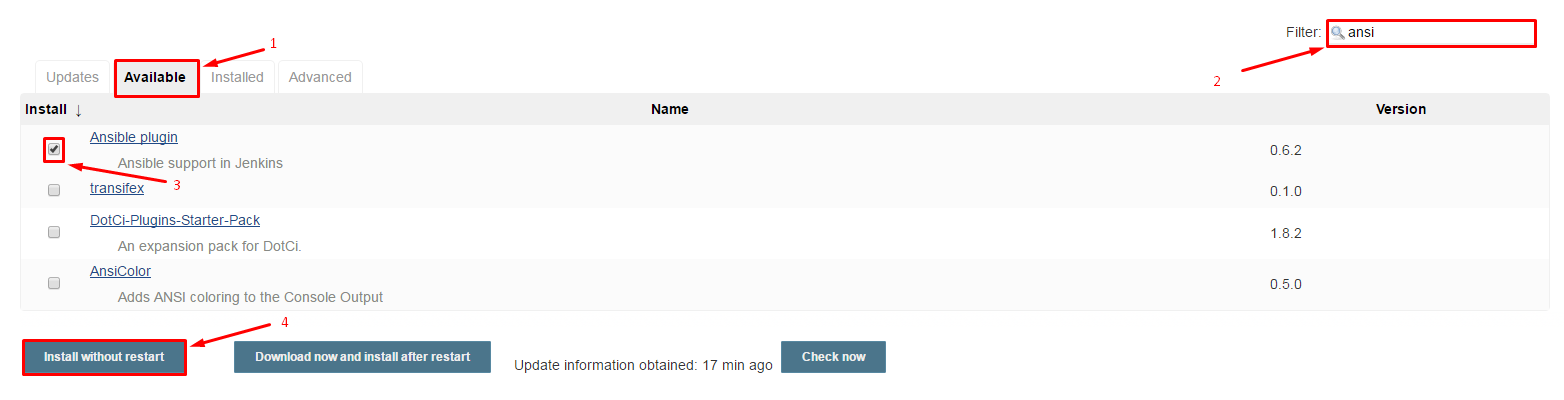 1
Filter: ansi
2
Updates Available Installed Advanced
Install ↓ Name Version
Ansible plugin
Ansible support in Jenkins
0.6.2
3
transifex 0.1.0
DotCi-Plugins-Starter-Pack
An expansion pack for DotCi.
1.8.2
AnsiColor
Adds ANSI coloring to the Console Output
0.5.0
4
Install without restart Download now and install after restart Update information obtained: 17 min ago Check now